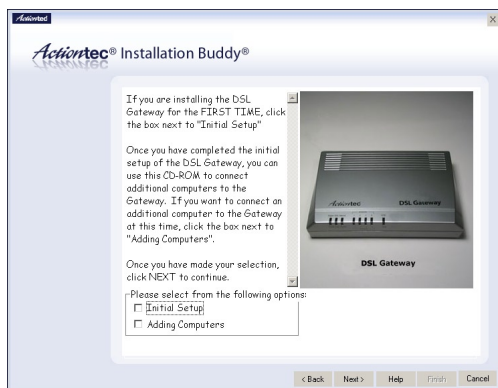 Actiontec
X
Actiontec® Installation Buddy®
If you are installing the DSL
Gateway for the FIRST TIME, click
the box next to "Initial Setup"
Once you have completed the initial
setup of the DSL Gateway, you can
use this CD-ROM to connect
additional computers to the
Gateway. If you want to connect an
additional computer to the Gateway
at this time, click the box next to
"Adding Computers".
Once you have made your selection,
click NEXT to continue.
Actiontec DSL Gateway
DSL Gateway
Please select from the following options:
Initial Setup
Adding Computers
< Back Next > Help Finish Cancel